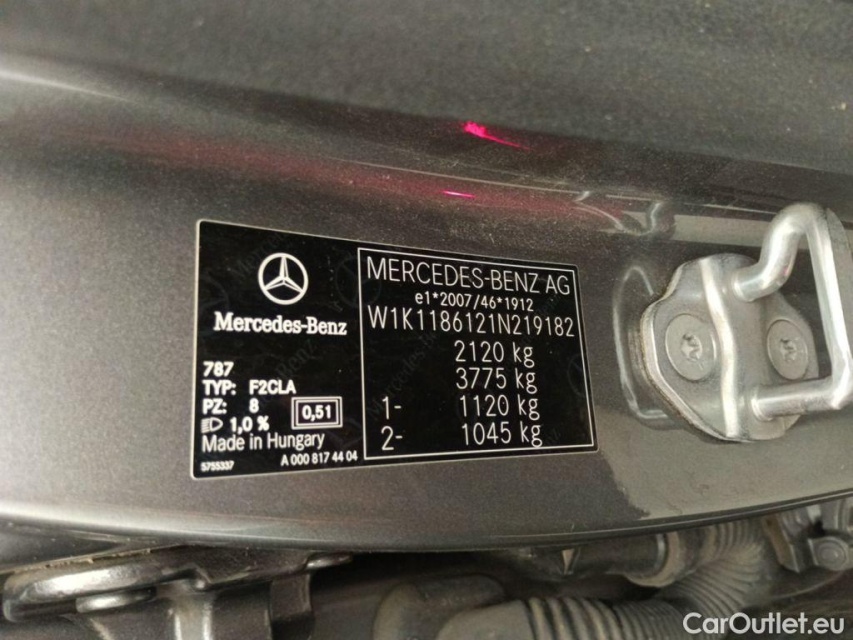 Mercedes-Benz
787
TYP: F2CLA
PZ: 8
1,0 %
0,51
Made in Hungary
5755337
A 000 817 44 04
MERCEDES-BENZ AG
e1*2007/46*1912
W1K1186121N219182
2120 kg
3775 kg
1- 1120 kg
2- 1045 kg
CarOutlet.eu